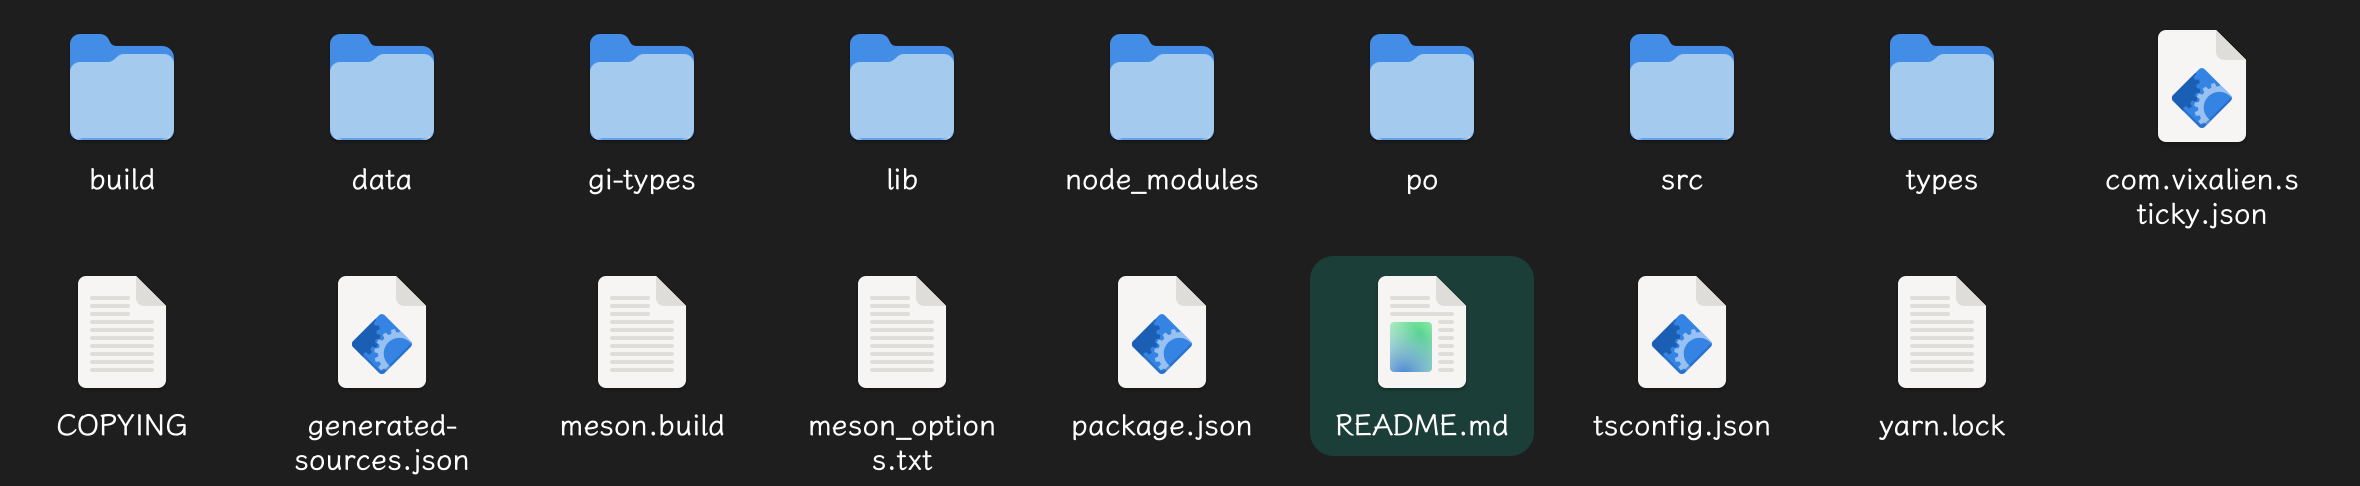 build
data
gi-types
lib
node_modules
po
src
types
com.vixalien.s
ticky.json
COPYING
generated-
sources.json
meson.build
meson_option
s.txt
package.json
README.md
tsconfig.json
yarn.lock